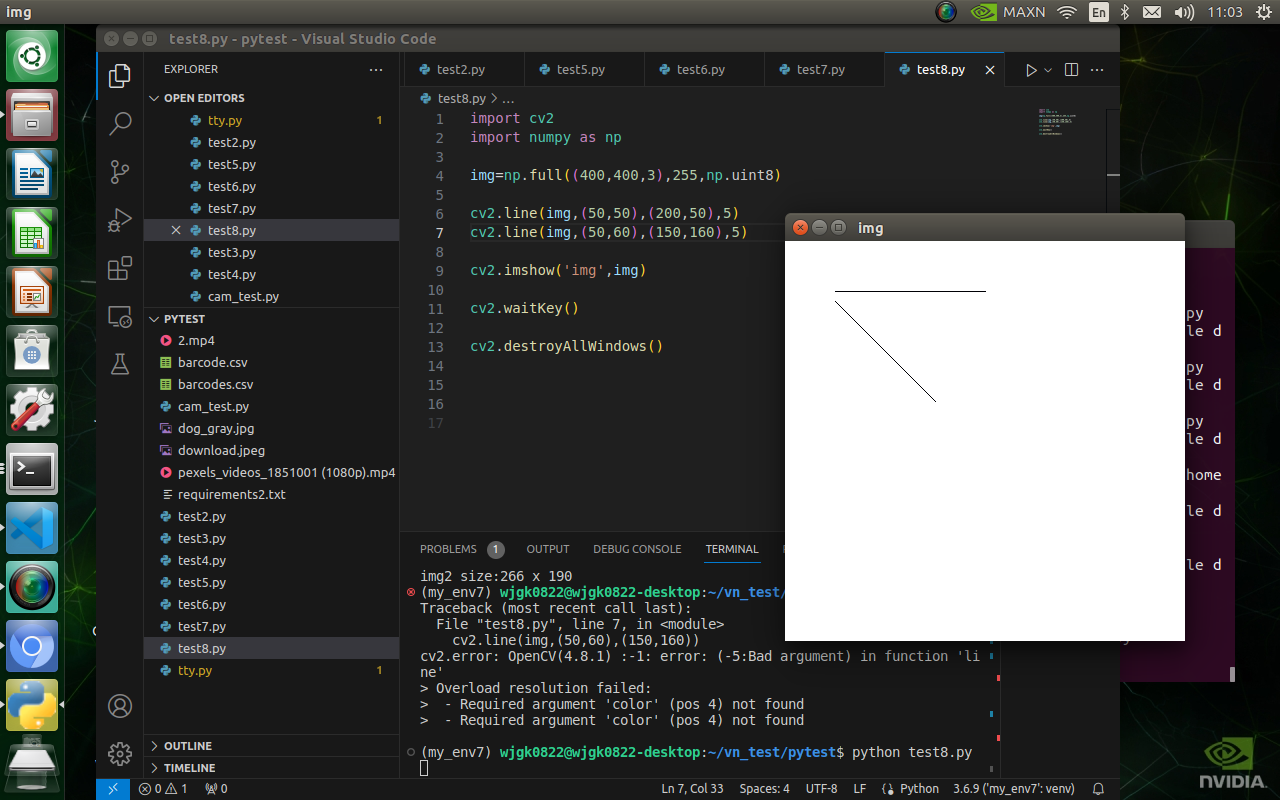 img
MAXN
En
11:03
test8.py - pytest - Visual Studio Code
EXPLORER
OPEN EDITORS
tty.py 1
test2.py
test5.py
test6.py
test7.py
test8.py
test3.py
test4.py
cam_test.py
PYTEST
2.mp4
barcode.csv
barcodes.csv
cam_test.py
dog_gray.jpg
download.jpeg
pexels_videos_1851001 (1080p).mp4
requirements2.txt
test2.py
test3.py
test4.py
test5.py
test6.py
test7.py
test8.py
tty.py 1
OUTLINE
TIMELINE
test2.py test5.py test6.py test7.py test8.py
test8.py > ...
1 import cv2
2 import numpy as np
3
4 img=np.full((400,400,3),255,np.uint8)
5
6 cv2.line(img,(50,50),(200,50),5)
7 cv2.line(img,(50,60),(150,160),5)
8
9 cv2.imshow('img',img)
10
11 cv2.waitKey()
12
13 cv2.destroyAllWindows()
14
15
16
17
PROBLEMS 1 OUTPUT DEBUG CONSOLE TERMINAL
img2 size:266 x 190
(my_env7) wjgk0822@wjgk0822-desktop:~/vn_test/
Traceback (most recent call last):
File "test8.py", line 7, in <module>
cv2.line(img,(50,60),(150,160))
cv2.error: OpenCV(4.8.1) :-1: error: (-5:Bad argument) in function 'li
ne'
> Overload resolution failed:
> - Required argument 'color' (pos 4) not found
> - Required argument 'color' (pos 4) not found
(my_env7) wjgk0822@wjgk0822-desktop:~/vn_test/pytest$ python test8.py
img
py
le d
py
le d
py
le d
home
le d
le d
0 1 0
Ln 7, Col 33 Spaces: 4 UTF-8 LF Python 3.6.9 ('my_env7': venv)
NVIDIA.